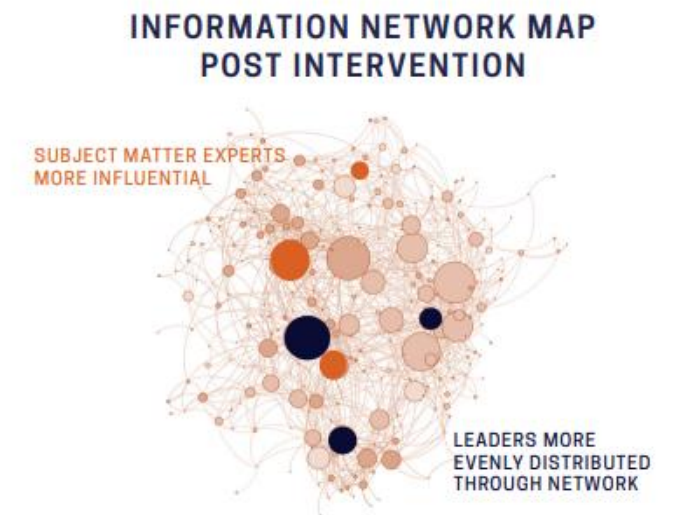 INFORMATION NETWORK MAP
POST INTERVENTION
SUBJECT MATTER EXPERTS
MORE INFLUENTIAL
LEADERS MORE
EVENLY DISTRIBUTED
THROUGH NETWORK